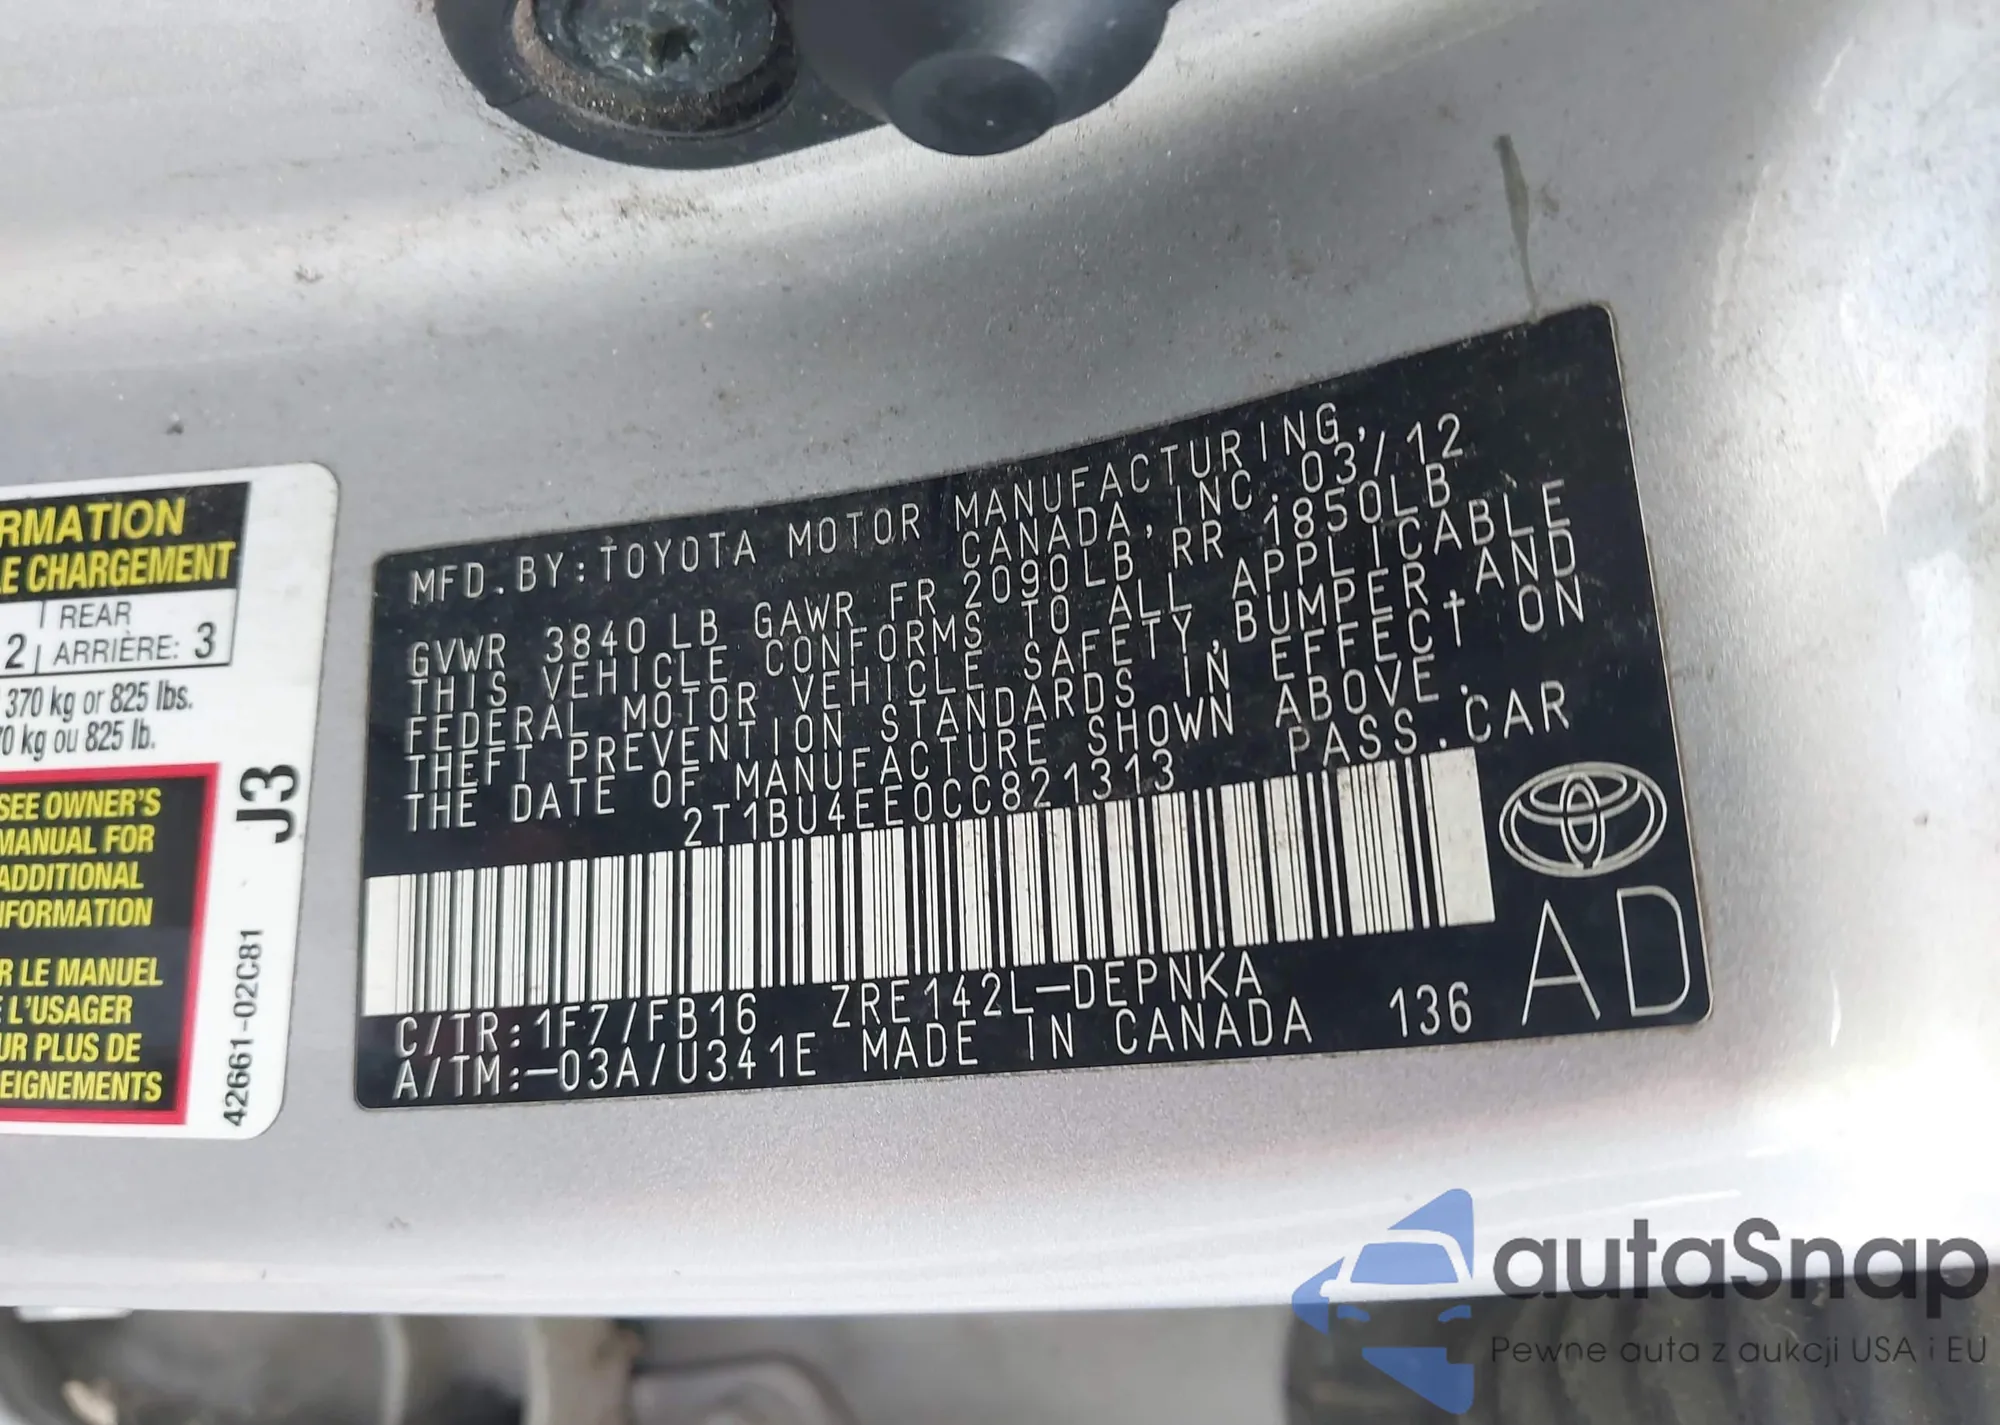 RMATION
LE CHARGEMENT
2 REAR
ARRIÈRE: 3
370 kg or 825 lbs.
0 kg ou 825 lb.
SEE OWNER'S
MANUAL FOR
ADDITIONAL
NFORMATION
R LE MANUEL
L'USAGER
UR PLUS DE
EIGNEMENTS
J3
42661-02C81
MFD.BY:TOYOTA MOTOR MANUFACTURING,
CANADA, INC.03/12
GVWR 3840 LB GAWR FR 2090LB RR 1850LB
THIS VEHICLE CONFORMS TO ALL APPLICABLE
FEDERAL MOTOR VEHICLE SAFETY,BUMPER,AND
THEFT PREVENTION STANDARDS IN EFFECT ON
THE DATE OF MANUFACTURE SHOWN ABOVE.
2T1BU4EE0CC821313 PASS.CAR
C/TR:1F7/FB16 ZRE142L-DEPNKA
A/TM:-03A/U341E MADE IN CANADA 136
AD
autaSnap
Pewne auta z aukcji USA i EU